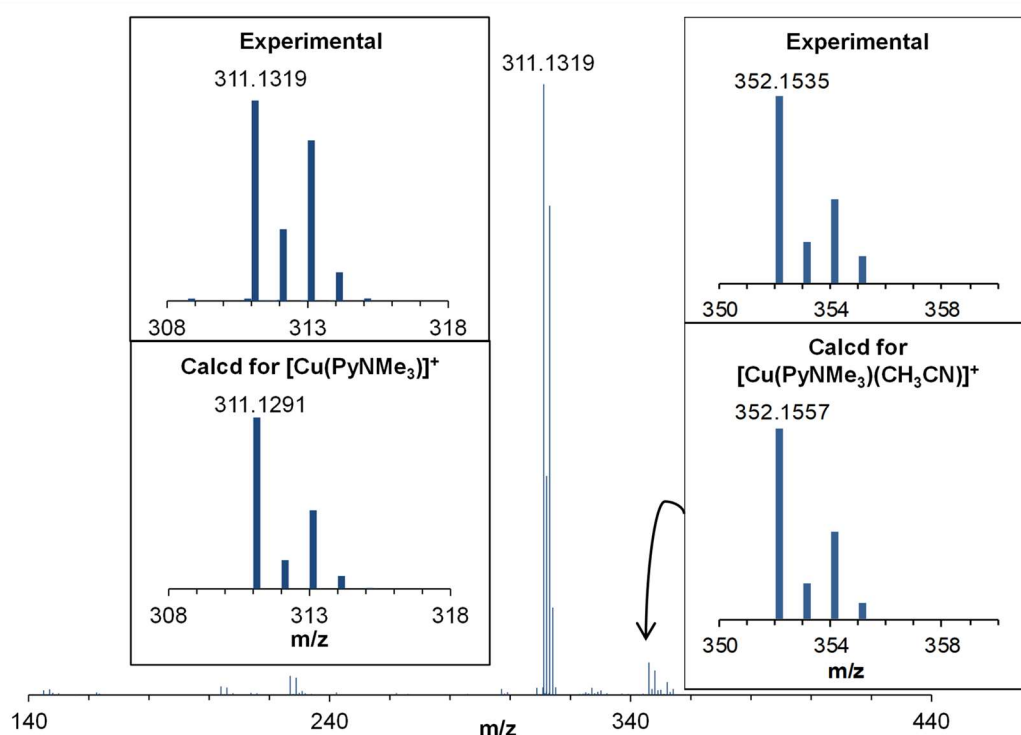 Experimental
311.1319
308 313 318
Calcd for [Cu(PyNMe₃)]⁺
311.1291
308 313 318
m/z
311.1319
Experimental
352.1535
350 354 358
Calcd for
[Cu(PyNMe₃)(CH₃CN)]⁺
352.1557
350 354 358
m/z
140 240 340 440
m/z